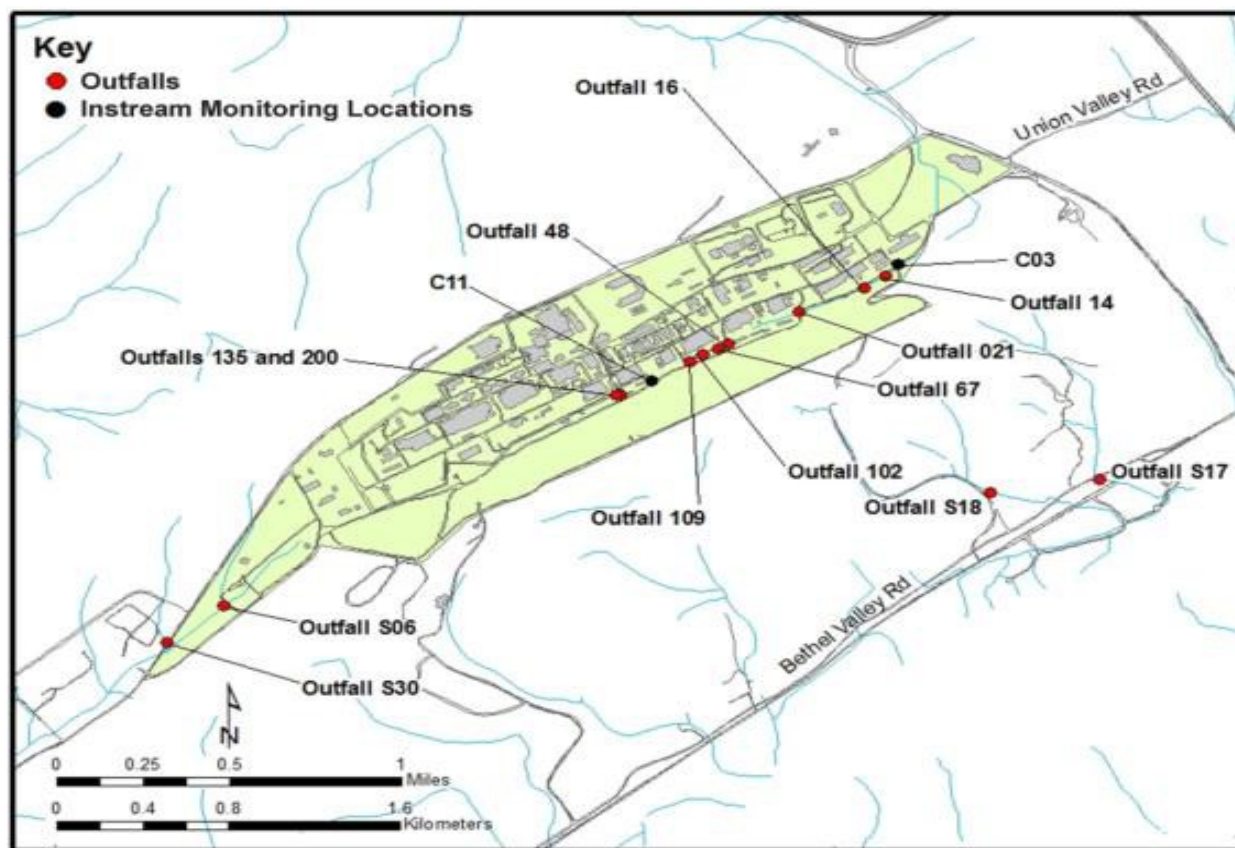 Key
Outfalls
Instream Monitoring Locations
Outfall 16
Union Valley Rd
Outfall 48
C03
C11
Outfall 14
Outfalls 135 and 200
Outfall 021
Outfall 67
Outfall 102
Outfall S17
Outfall S18
Outfall 109
Bethel Valley Rd
Outfall S06
Outfall S30
N
0 0.25 0.5 1
Miles
0 0.4 0.8 1.6
Kilometers